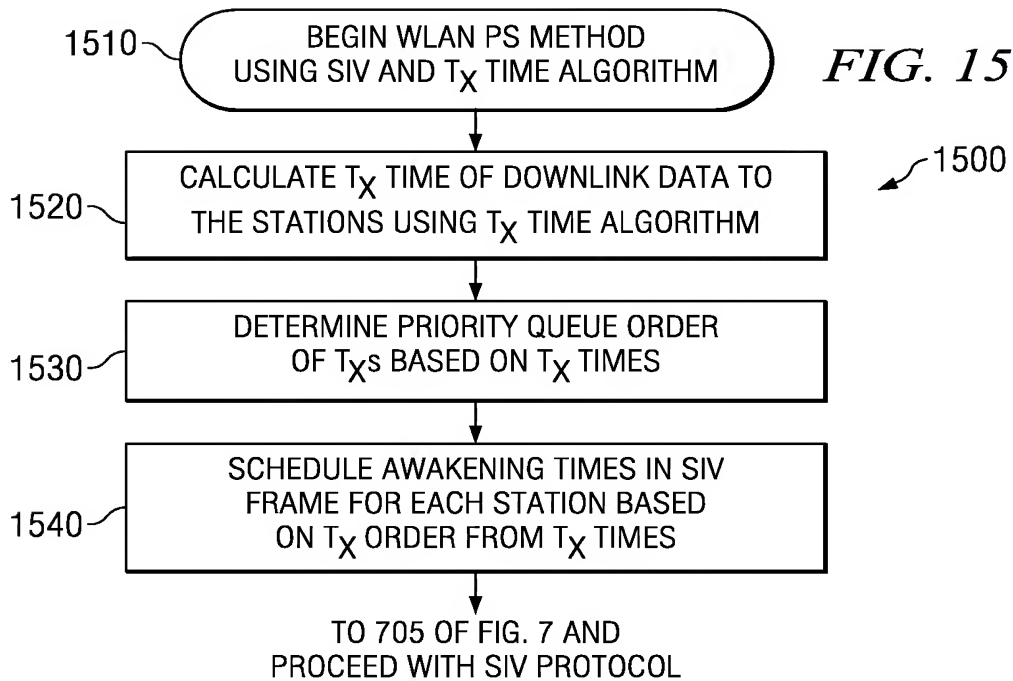 1510
BEGIN WLAN PS METHOD
USING SIV AND TX TIME ALGORITHM
FIG. 15
1500
1520
CALCULATE TX TIME OF DOWNLINK DATA TO
THE STATIONS USING TX TIME ALGORITHM
1530
DETERMINE PRIORITY QUEUE ORDER
OF TXs BASED ON TX TIMES
1540
SCHEDULE AWAKENING TIMES IN SIV
FRAME FOR EACH STATION BASED
ON TX ORDER FROM TX TIMES
TO 705 OF FIG. 7 AND
PROCEED WITH SIV PROTOCOL